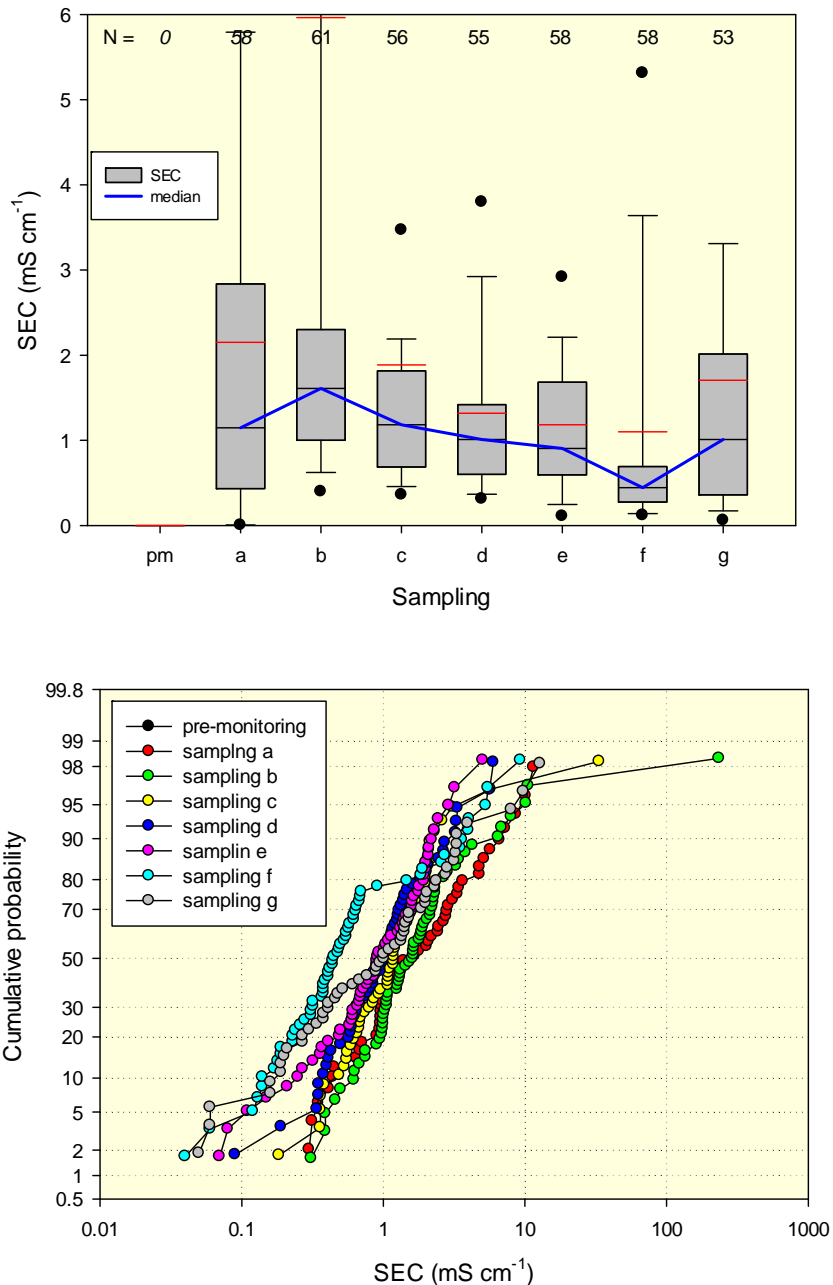 6
N = 0 58 61 56 55 58 58 53
5
4
SEC
median
3
2
1
0
SEC (mS cm-1)
pm a b c d e f g
Sampling
99.8
99
98
95
90
80
70
50
30
20
10
5
2
1
0.5
Cumulative probability
pre-monitoring
samplng a
sampling b
sampling c
sampling d
samplin e
sampling f
sampling g
0.01 0.1 1 10 100 1000
SEC (mS cm-1)